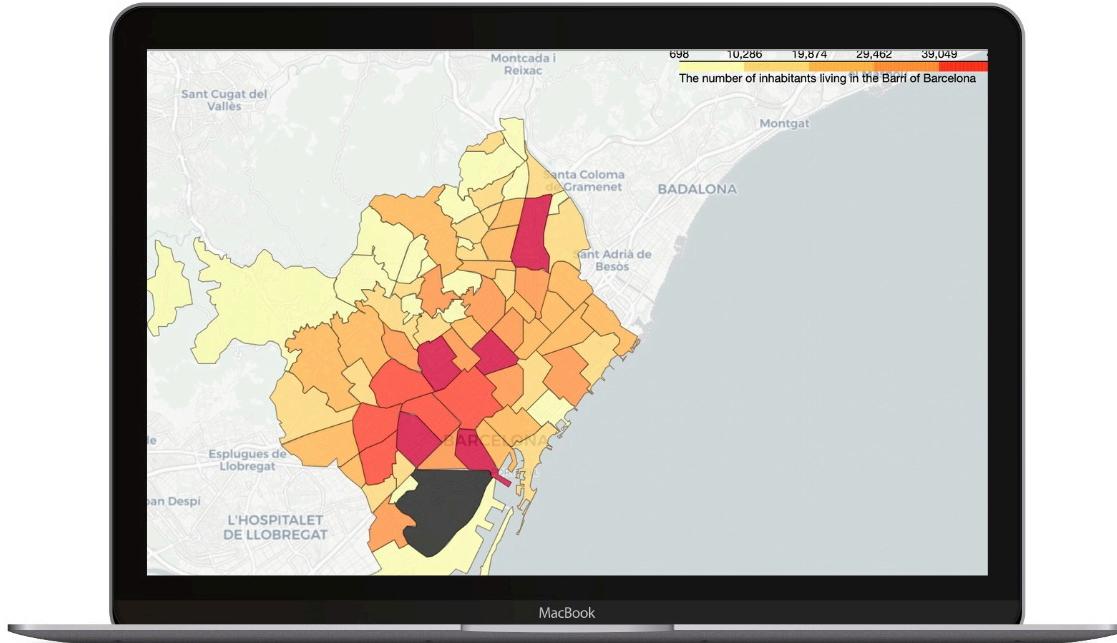 698 10,286 19,874 29,462 39,049
The number of inhabitants living in the Barri of Barcelona
Montcada i
Reixac
Sant Cugat del
Vallès
Montgat
Santa Coloma
de Gramenet
BADALONA
Sant Adrià de
Besòs
BARCELONA
Esplugues de
Llobregat
L'HOSPITALET
DE LLOBREGAT
MacBook